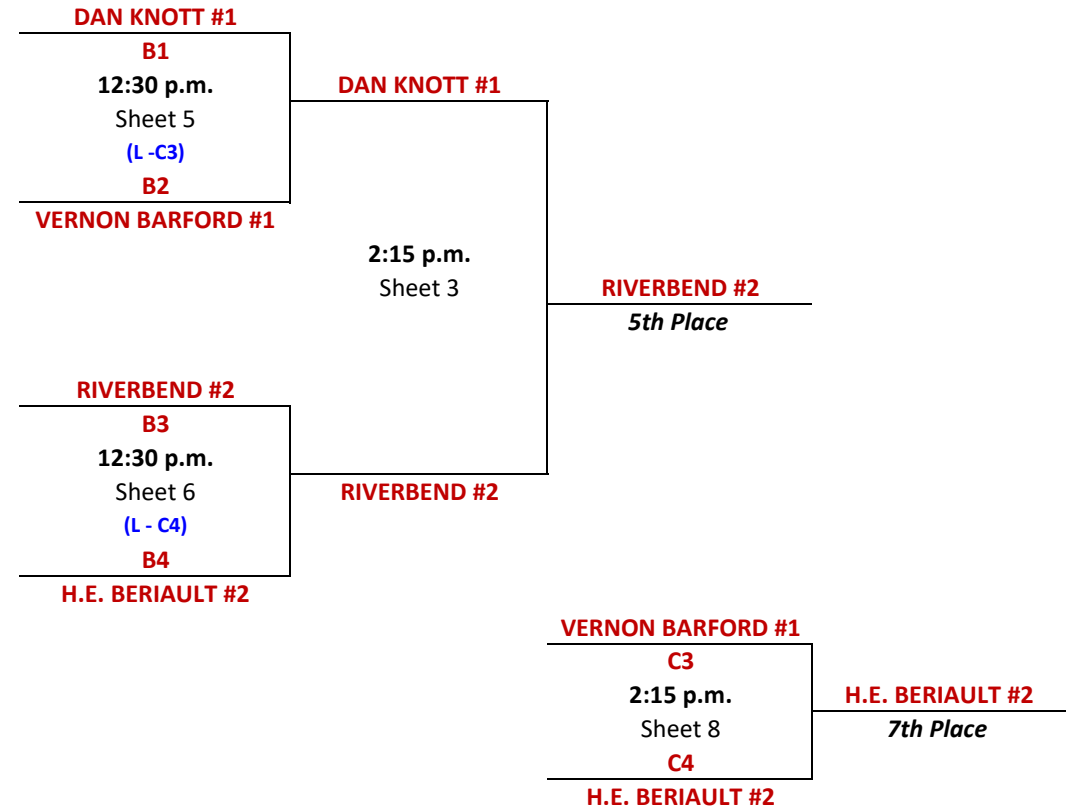 DAN KNOTT #1
B1
12:30 p.m.
Sheet 5
(L -C3)
B2
VERNON BARFORD #1
DAN KNOTT #1
2:15 p.m.
Sheet 3
RIVERBEND #2
5th Place
RIVERBEND #2
B3
12:30 p.m.
Sheet 6
(L - C4)
B4
H.E. BERIAULT #2
RIVERBEND #2
VERNON BARFORD #1
C3
2:15 p.m.
Sheet 8
C4
H.E. BERIAULT #2
H.E. BERIAULT #2
7th Place